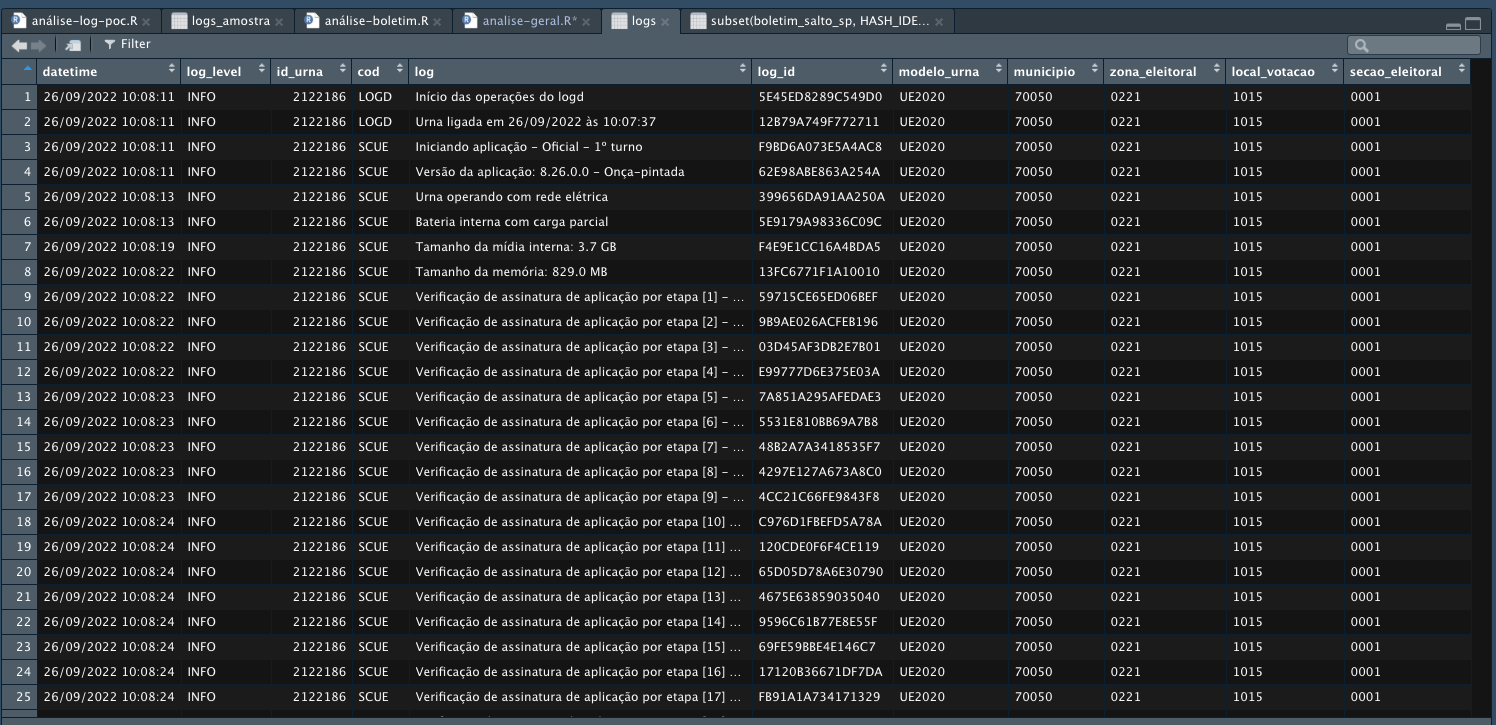 análise-log-poc.R logs_amostra análise-boletim.R analise-geral.R* logs subset(boletim_salto_sp, HASH_IDE...
Filter
datetime log_level id_urna cod log log_id modelo_urna municipio zona_eleitoral local_votacao secao_eleitoral
1 26/09/2022 10:08:11 INFO 2122186 LOGD Início das operações do logd 5E45ED8289C549D0 UE2020 70050 0221 1015 0001
2 26/09/2022 10:08:11 INFO 2122186 LOGD Urna ligada em 26/09/2022 às 10:07:37 12B79A749F772711 UE2020 70050 0221 1015 0001
3 26/09/2022 10:08:11 INFO 2122186 SCUE Iniciando aplicação - Oficial - 1º turno F9BD6A073E5A4AC8 UE2020 70050 0221 1015 0001
4 26/09/2022 10:08:11 INFO 2122186 SCUE Versão da aplicação: 8.26.0.0 - Onça-pintada 62E98ABE863A254A UE2020 70050 0221 1015 0001
5 26/09/2022 10:08:13 INFO 2122186 SCUE Urna operando com rede elétrica 399656DA91AA250A UE2020 70050 0221 1015 0001
6 26/09/2022 10:08:13 INFO 2122186 SCUE Bateria interna com carga parcial 5E9179A98336C09C UE2020 70050 0221 1015 0001
7 26/09/2022 10:08:19 INFO 2122186 SCUE Tamanho da mídia interna: 3.7 GB F4E9E1CC16A4BDA5 UE2020 70050 0221 1015 0001
8 26/09/2022 10:08:22 INFO 2122186 SCUE Tamanho da memória: 829.0 MB 13FC6771F1A10010 UE2020 70050 0221 1015 0001
9 26/09/2022 10:08:22 INFO 2122186 SCUE Verificação de assinatura de aplicação por etapa [1] - ... 59715CE65ED06BEF UE2020 70050 0221 1015 0001
10 26/09/2022 10:08:22 INFO 2122186 SCUE Verificação de assinatura de aplicação por etapa [2] - ... 9B9AE026ACFEB196 UE2020 70050 0221 1015 0001
11 26/09/2022 10:08:22 INFO 2122186 SCUE Verificação de assinatura de aplicação por etapa [3] - ... 03D45AF3DB2E7B01 UE2020 70050 0221 1015 0001
12 26/09/2022 10:08:22 INFO 2122186 SCUE Verificação de assinatura de aplicação por etapa [4] - ... E99777D6E375E03A UE2020 70050 0221 1015 0001
13 26/09/2022 10:08:23 INFO 2122186 SCUE Verificação de assinatura de aplicação por etapa [5] - ... 7A851A295AFEDAE3 UE2020 70050 0221 1015 0001
14 26/09/2022 10:08:23 INFO 2122186 SCUE Verificação de assinatura de aplicação por etapa [6] - ... 5531E810BB69A7B8 UE2020 70050 0221 1015 0001
15 26/09/2022 10:08:23 INFO 2122186 SCUE Verificação de assinatura de aplicação por etapa [7] - ... 48B2A7A3418535F7 UE2020 70050 0221 1015 0001
16 26/09/2022 10:08:23 INFO 2122186 SCUE Verificação de assinatura de aplicação por etapa [8] - ... 4297E127A673A8C0 UE2020 70050 0221 1015 0001
17 26/09/2022 10:08:23 INFO 2122186 SCUE Verificação de assinatura de aplicação por etapa [9] - ... 4CC21C66FE9843F8 UE2020 70050 0221 1015 0001
18 26/09/2022 10:08:24 INFO 2122186 SCUE Verificação de assinatura de aplicação por etapa [10] ... C976D1FBEFD5A78A UE2020 70050 0221 1015 0001
19 26/09/2022 10:08:24 INFO 2122186 SCUE Verificação de assinatura de aplicação por etapa [11] ... 120CDE0F6F4CE119 UE2020 70050 0221 1015 0001
20 26/09/2022 10:08:24 INFO 2122186 SCUE Verificação de assinatura de aplicação por etapa [12] ... 65D05D78A6E30790 UE2020 70050 0221 1015 0001
21 26/09/2022 10:08:24 INFO 2122186 SCUE Verificação de assinatura de aplicação por etapa [13] ... 4675E63859035040 UE2020 70050 0221 1015 0001
22 26/09/2022 10:08:24 INFO 2122186 SCUE Verificação de assinatura de aplicação por etapa [14] ... 9596C61B77E8E55F UE2020 70050 0221 1015 0001
23 26/09/2022 10:08:24 INFO 2122186 SCUE Verificação de assinatura de aplicação por etapa [15] ... 69FE59BBE4E146C7 UE2020 70050 0221 1015 0001
24 26/09/2022 10:08:24 INFO 2122186 SCUE Verificação de assinatura de aplicação por etapa [16] ... 17120B36671DF7DA UE2020 70050 0221 1015 0001
25 26/09/2022 10:08:24 INFO 2122186 SCUE Verificação de assinatura de aplicação por etapa [17] ... FB91A1A734171329 UE2020 70050 0221 1015 0001